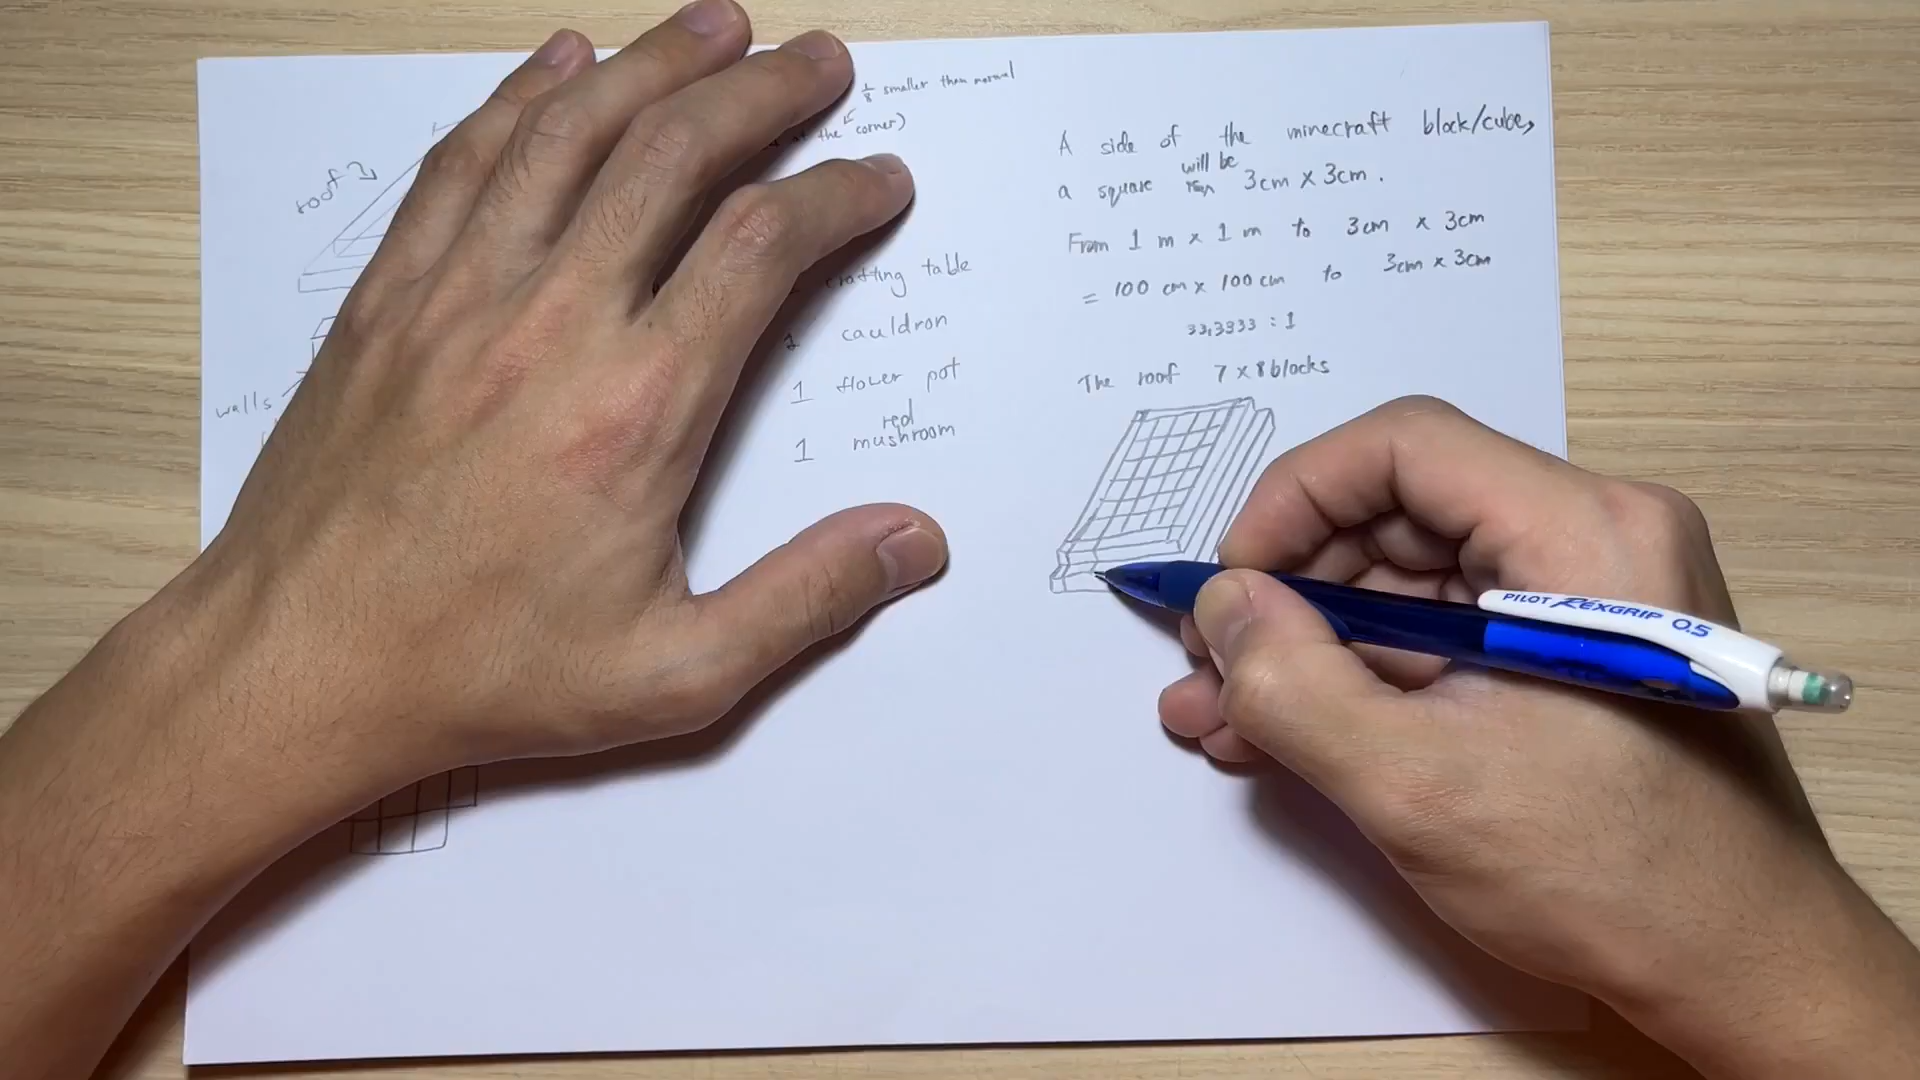 1/8 smaller than normal
at the corner)
roof 2
walls
crafting table
1 cauldron
1 flower pot
red
1 mushroom
A side of the minecraft block/cube,
will be
a square 3cm x 3cm.
From 1 m x 1 m to 3cm x 3cm
= 100 cm x 100 cm to 3cm x 3cm
33,3333 : 1
The roof 7 x 8 blocks
PILOT REXGRIP 0.5